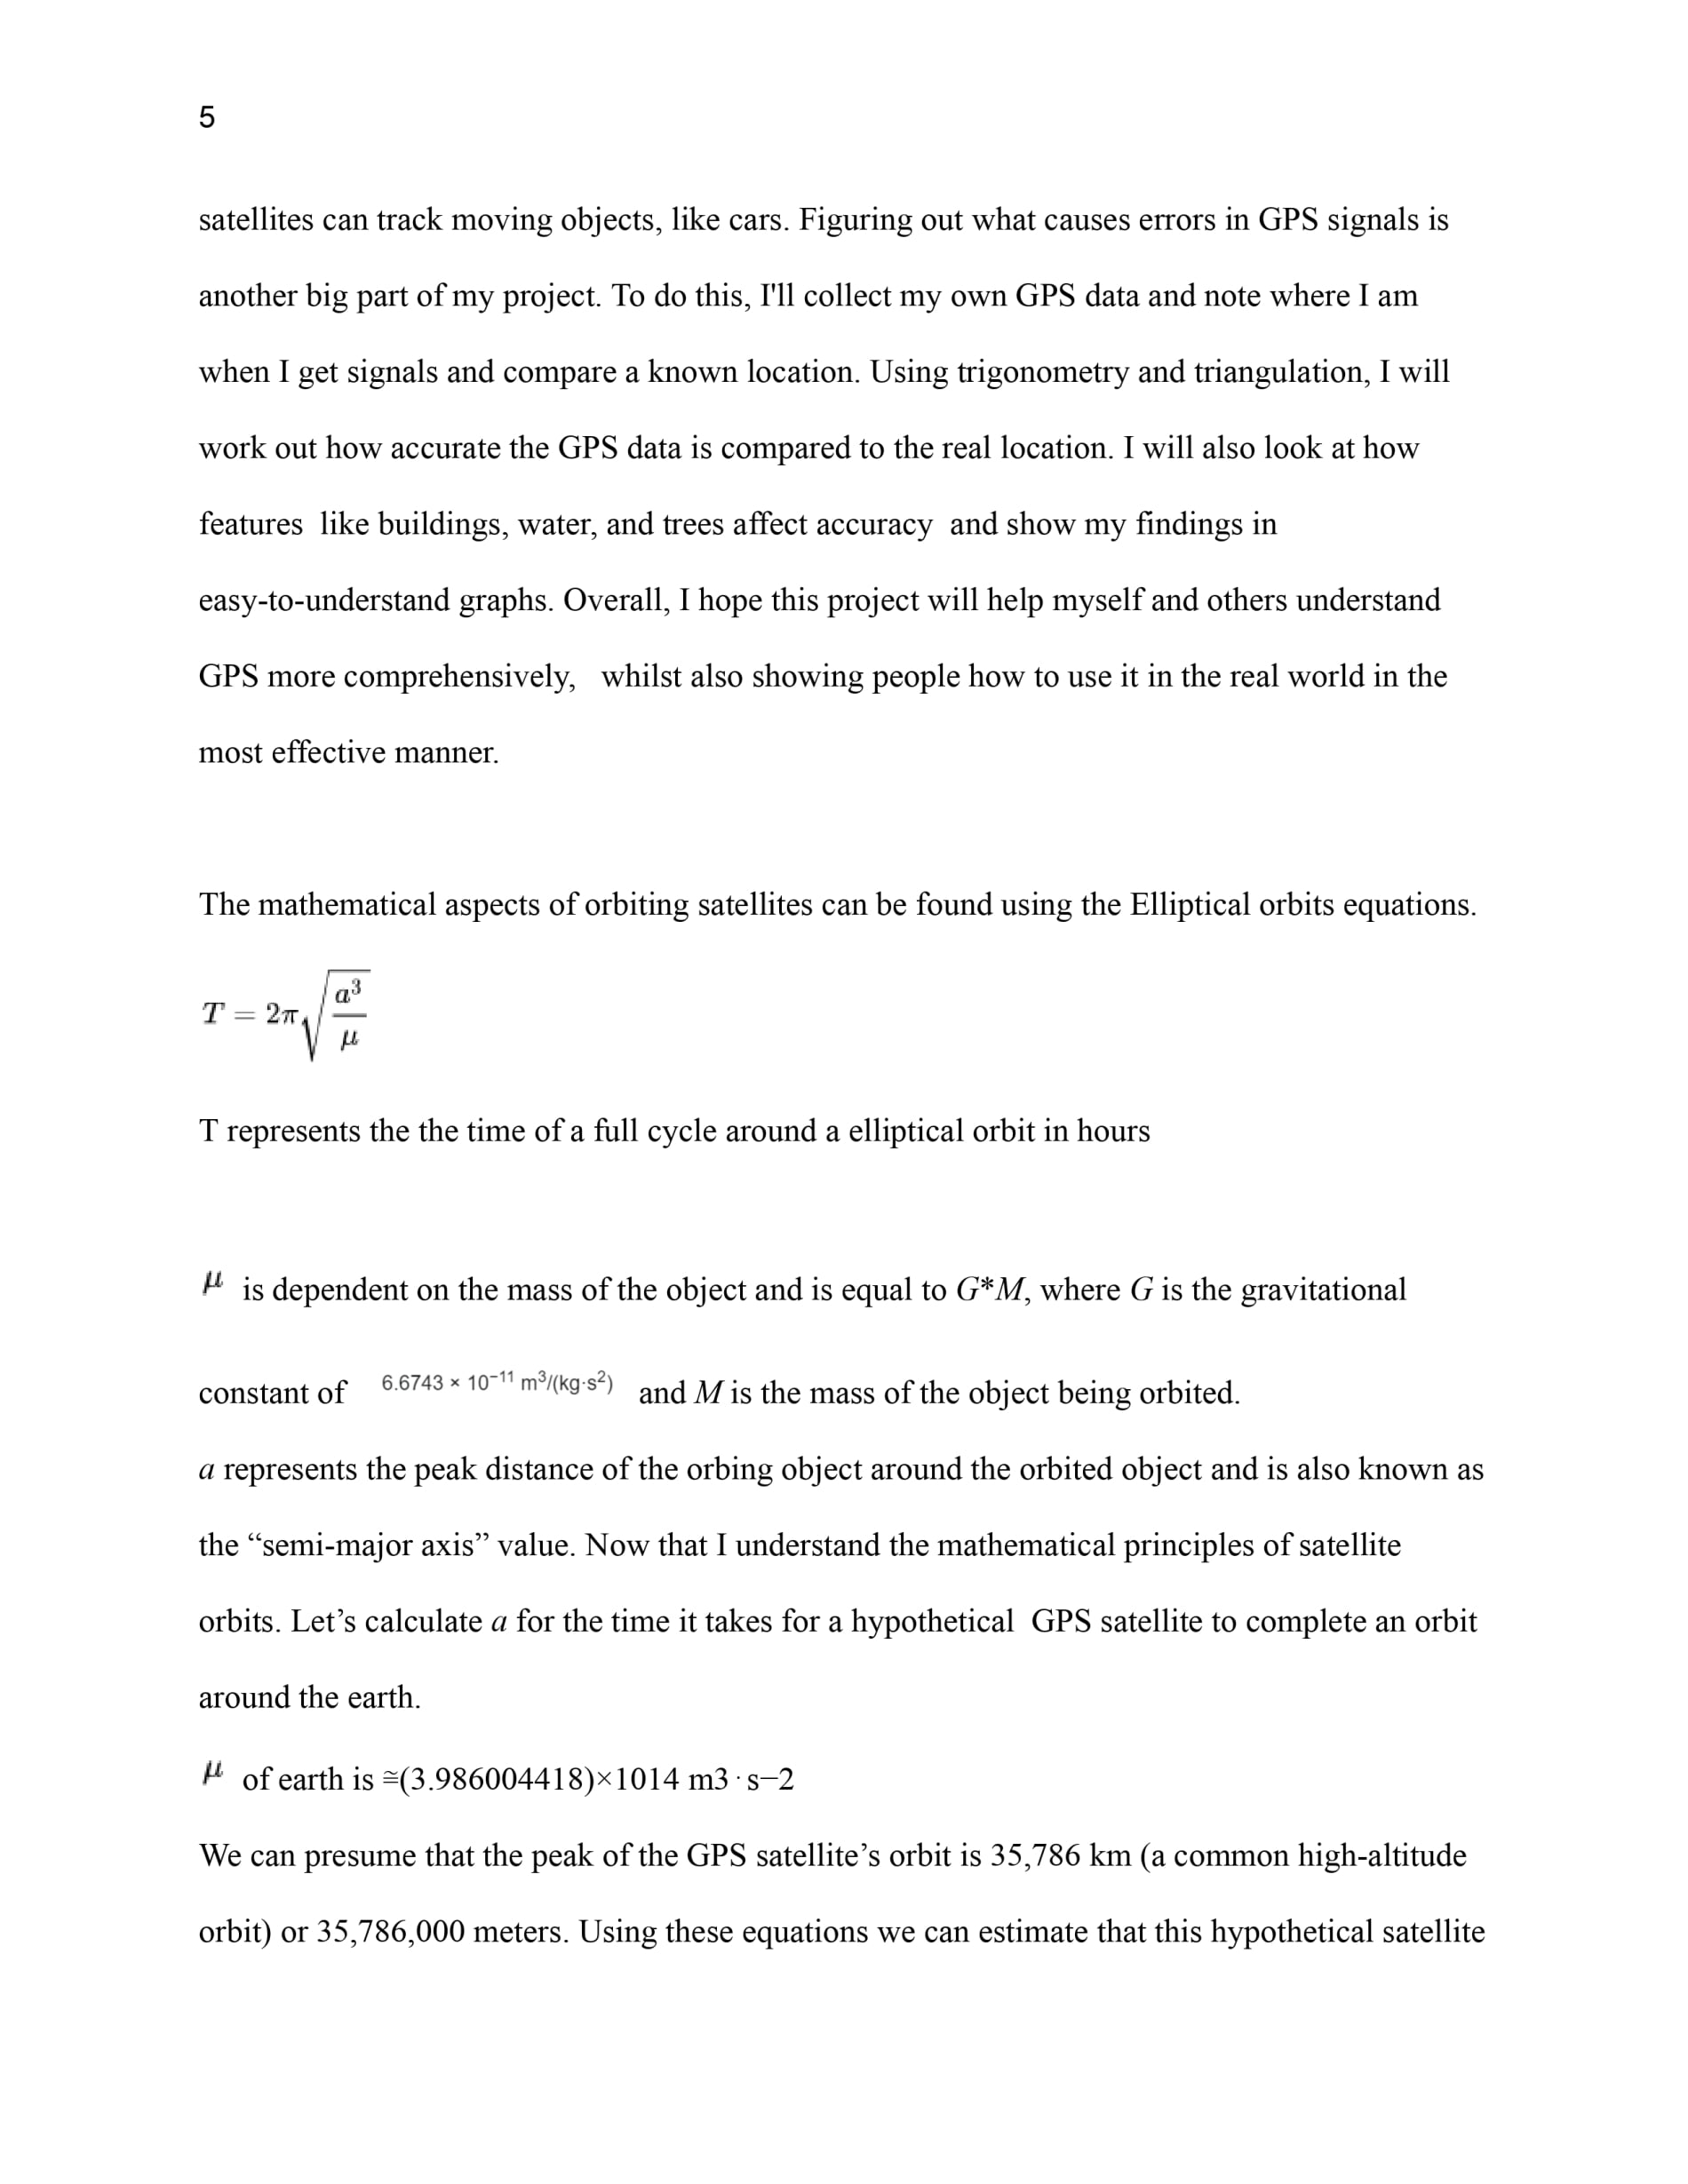 5
satellites can track moving objects, like cars. Figuring out what causes errors in GPS signals is
another big part of my project. To do this, I'll collect my own GPS data and note where I am
when I get signals and compare a known location. Using trigonometry and triangulation, I will
work out how accurate the GPS data is compared to the real location. I will also look at how
features  like buildings, water, and trees affect accuracy  and show my findings in
easy-to-understand graphs. Overall, I hope this project will help myself and others understand
GPS more comprehensively,   whilst also showing people how to use it in the real world in the
most effective manner.
The mathematical aspects of orbiting satellites can be found using the Elliptical orbits equations.
T = 2π√(a³/μ)
T represents the the time of a full cycle around a elliptical orbit in hours
μ is dependent on the mass of the object and is equal to G*M, where G is the gravitational
constant of 6.6743 × 10⁻¹¹ m³/(kg·s²) and M is the mass of the object being orbited.
a represents the peak distance of the orbing object around the orbited object and is also known as
the “semi-major axis” value. Now that I understand the mathematical principles of satellite
orbits. Let’s calculate a for the time it takes for a hypothetical  GPS satellite to complete an orbit
around the earth.
μ of earth is ≅(3.986004418)×1014 m3⋅s−2
We can presume that the peak of the GPS satellite’s orbit is 35,786 km (a common high-altitude
orbit) or 35,786,000 meters. Using these equations we can estimate that this hypothetical satellite